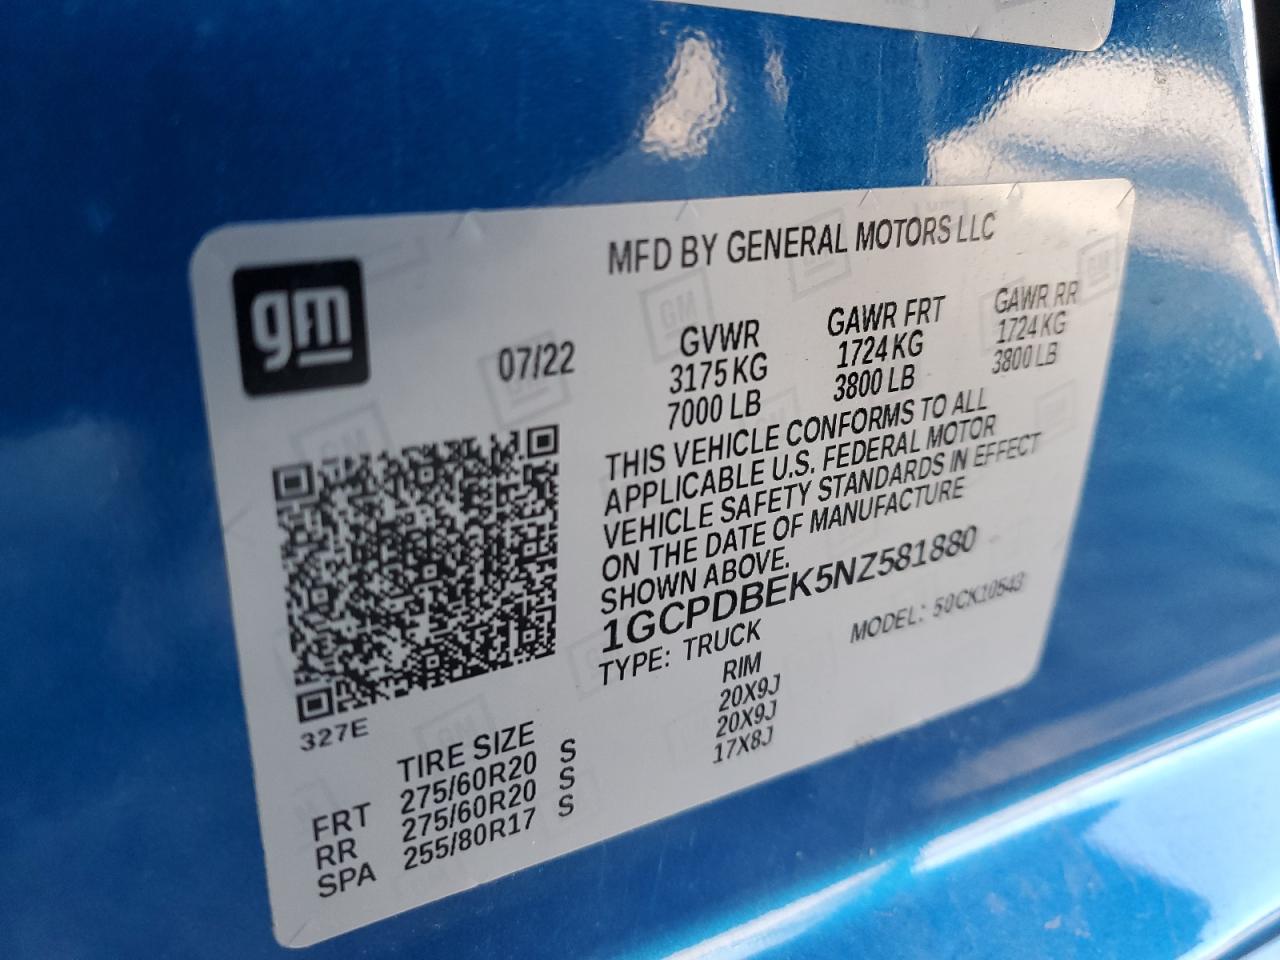 MFD BY GENERAL MOTORS LLC
gm
07/22
GVWR GAWR FRT GAWR RR
3175 KG 1724 KG 1724 KG
7000 LB 3800 LB 3800 LB
THIS VEHICLE CONFORMS TO ALL
APPLICABLE U.S. FEDERAL MOTOR
VEHICLE SAFETY STANDARDS IN EFFECT
ON THE DATE OF MANUFACTURE
SHOWN ABOVE.
1GCPDBEK5NZ581880
TYPE: TRUCK MODEL: 50CK10543
327E
TIRE SIZE RIM
FRT 275/60R20 S 20X9J
RR 275/60R20 S 20X9J
SPA 255/80R17 S 17X8J